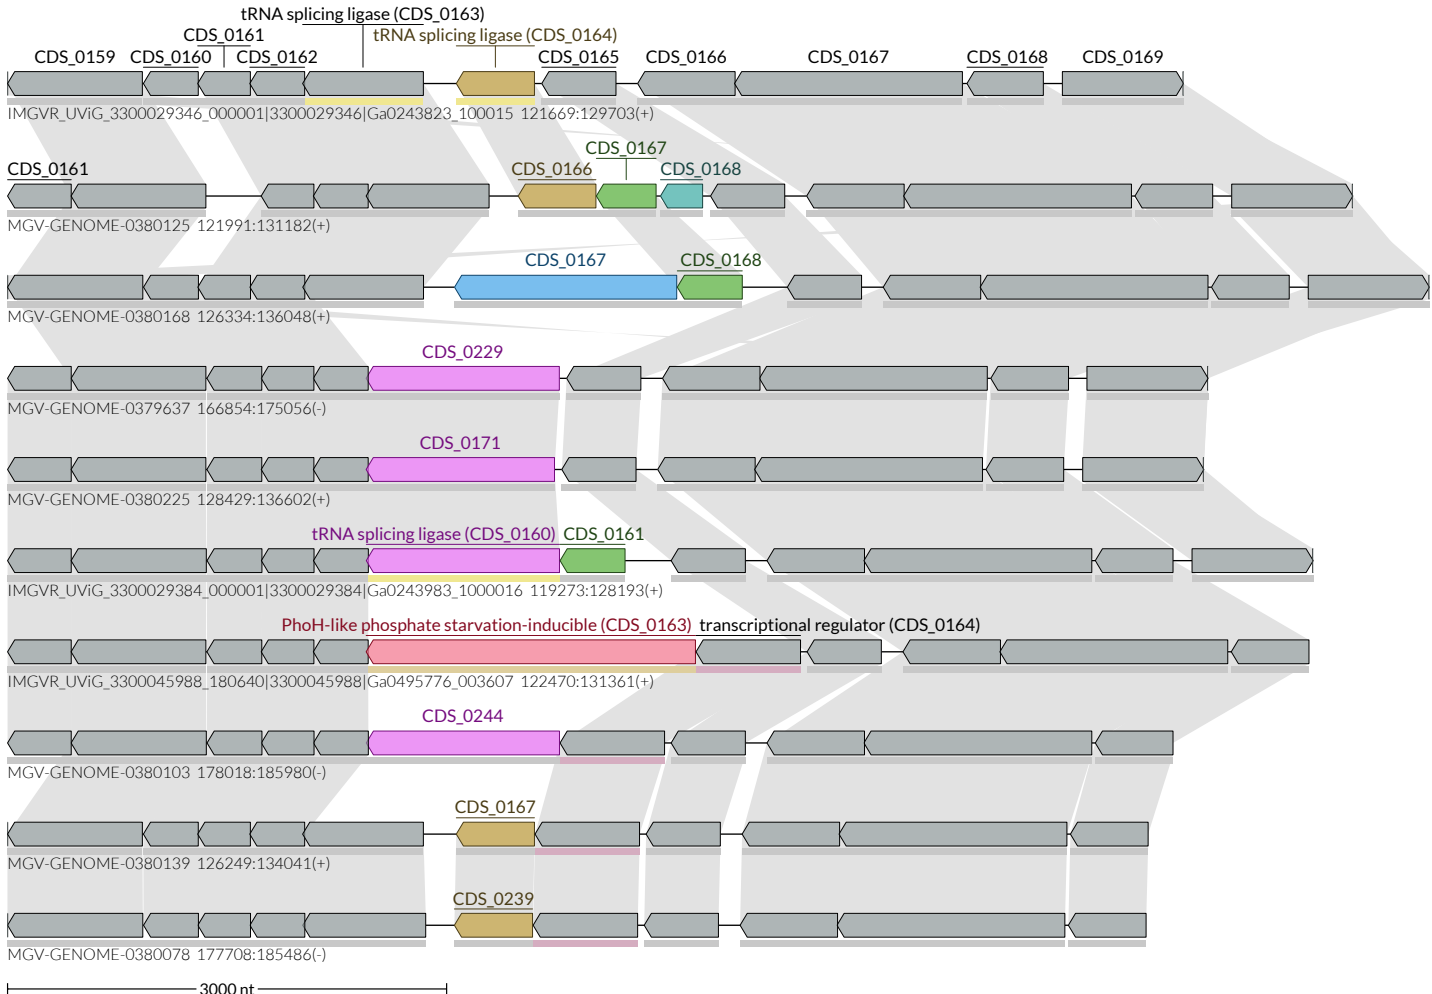 tRNA splicing ligase (CDS_0163)
CDS_0161 tRNA splicing ligase (CDS_0164)
CDS_0159 CDS_0160 CDS_0162 CDS_0165 CDS_0166 CDS_0167 CDS_0168 CDS_0169
IMGVR_UViG_3300029346_000001|3300029346|Ga0243823_100015 121669:129703(+)
CDS_0167
CDS_0161 CDS_0166 CDS_0168
MGV-GENOME-0380125 121991:131182(+)
CDS_0167 CDS_0168
MGV-GENOME-0380168 126334:136048(+)
CDS_0229
MGV-GENOME-0379637 166854:175056(-)
CDS_0171
MGV-GENOME-0380225 128429:136602(+)
tRNA splicing ligase (CDS_0160) CDS_0161
IMGVR_UViG_3300029384_000001|3300029384|Ga0243983_1000016 119273:128193(+)
PhoH-like phosphate starvation-inducible (CDS_0163) transcriptional regulator (CDS_0164)
IMGVR_UViG_3300045988_180640|3300045988|Ga0495776_003607 122470:131361(+)
CDS_0244
MGV-GENOME-0380103 178018:185980(-)
CDS_0167
MGV-GENOME-0380139 126249:134041(+)
CDS_0239
MGV-GENOME-0380078 177708:185486(-)
3000 nt